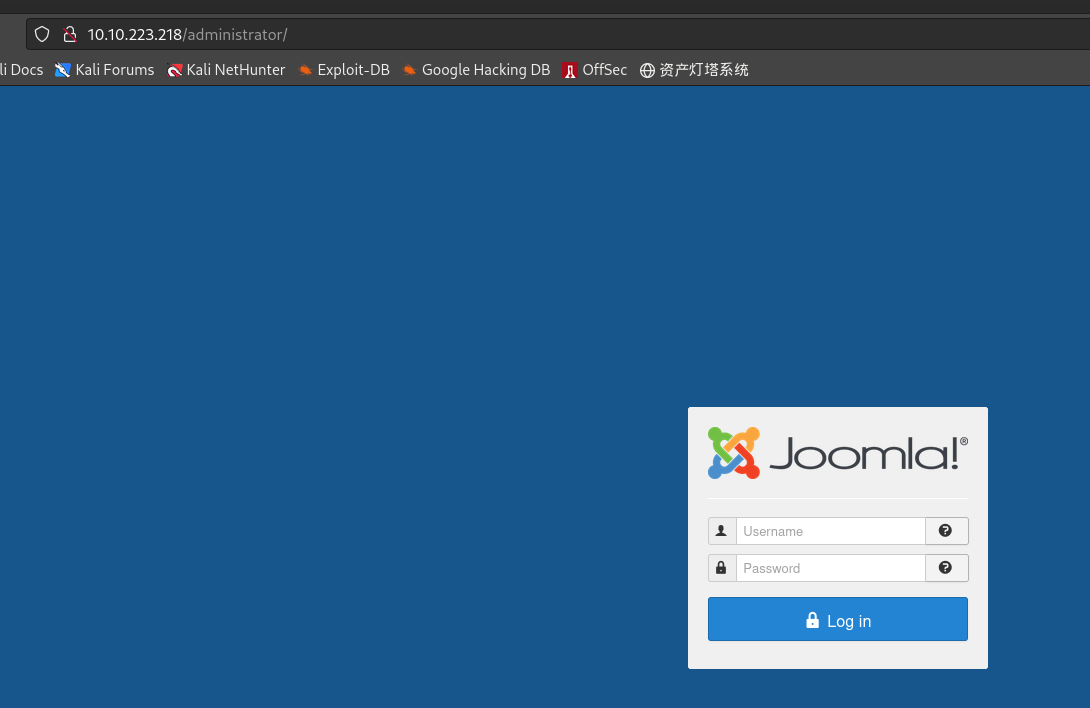 10.10.223.218/administrator/
li Docs Kali Forums Kali NetHunter Exploit-DB Google Hacking DB OffSec 资产灯塔系统
Joomla!®
Username
Password
Log in